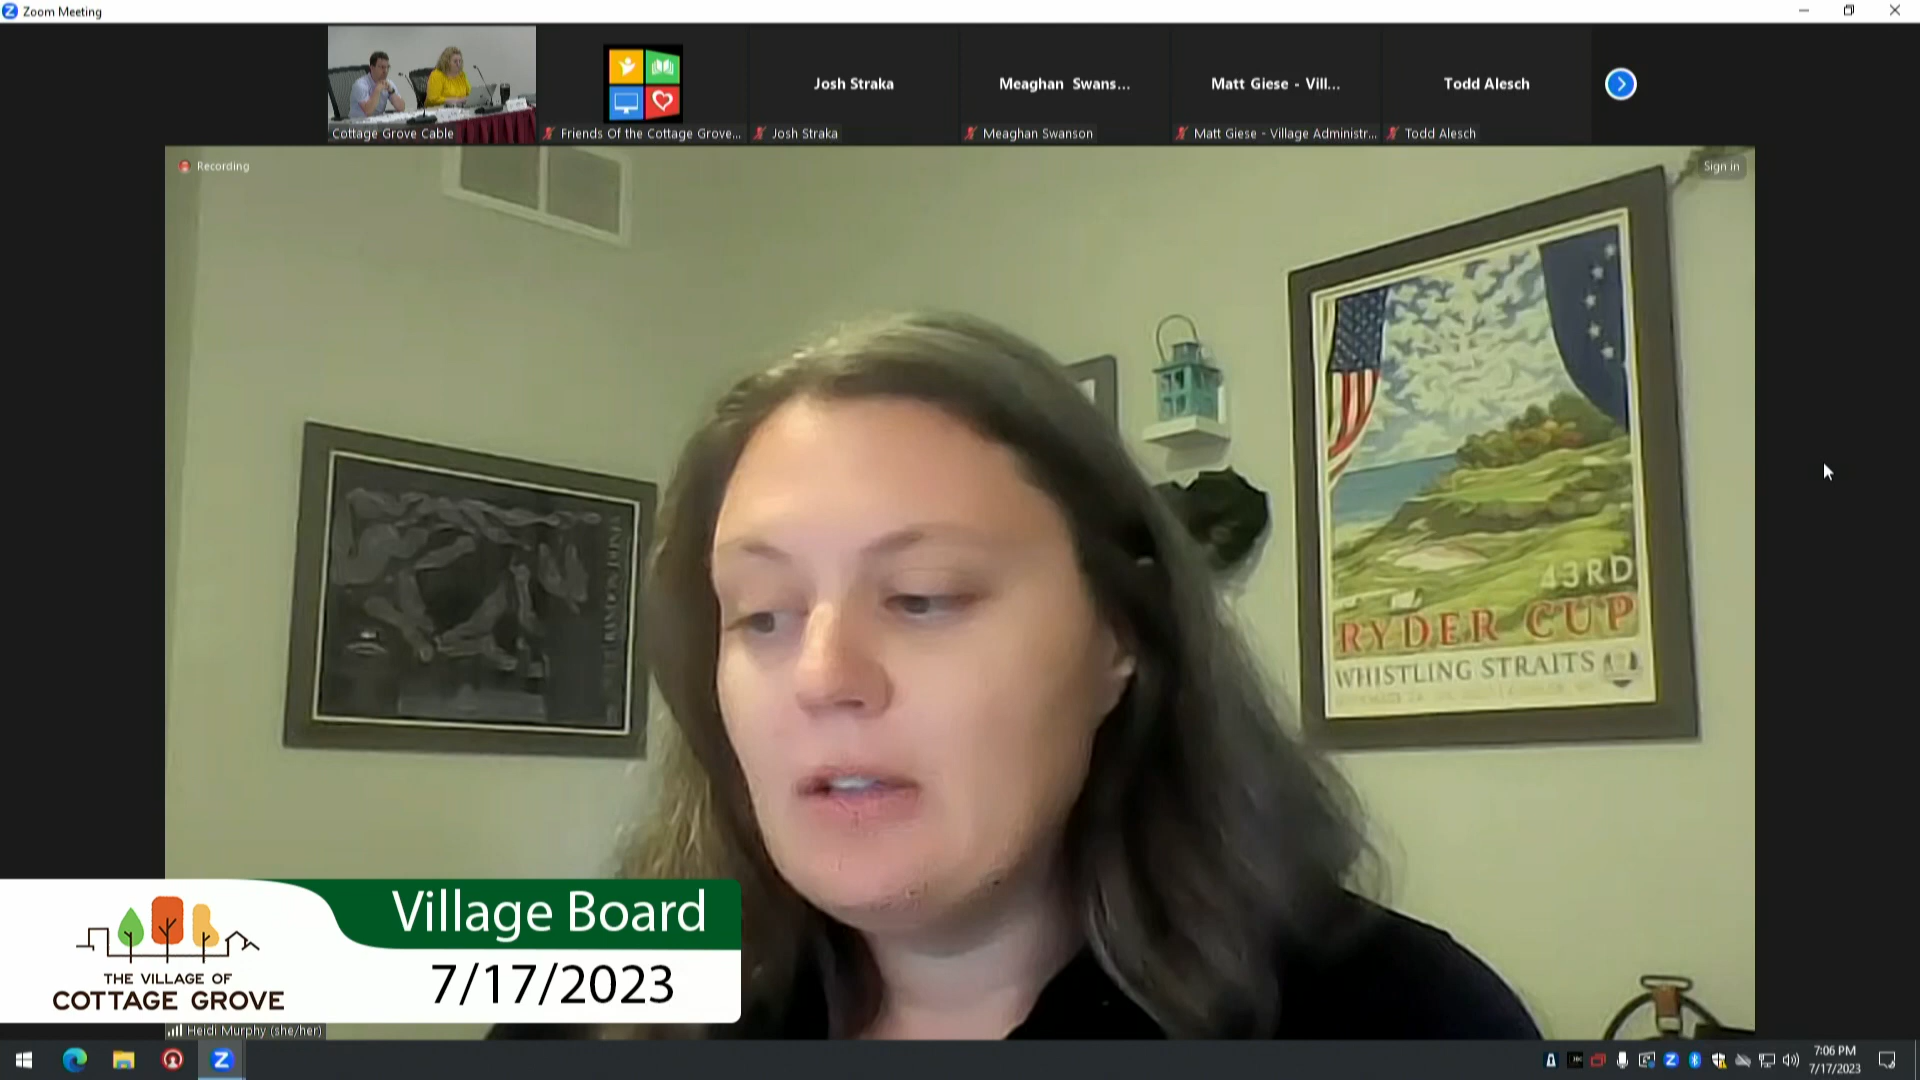 Zoom Meeting
Josh Straka
Meaghan Swans...
Matt Giese - Vill...
Todd Alesch
Cottage Grove Cable
Friends Of the Cottage Grove...
Josh Straka
Meaghan Swanson
Matt Giese - Village Administr...
Todd Alesch
Recording
Sign in
43RD
RYDER CUP
WHISTLING STRAITS
Village Board
7/17/2023
THE VILLAGE OF
COTTAGE GROVE
Heidi Murphy (she/her)
7:06 PM
7/17/2023